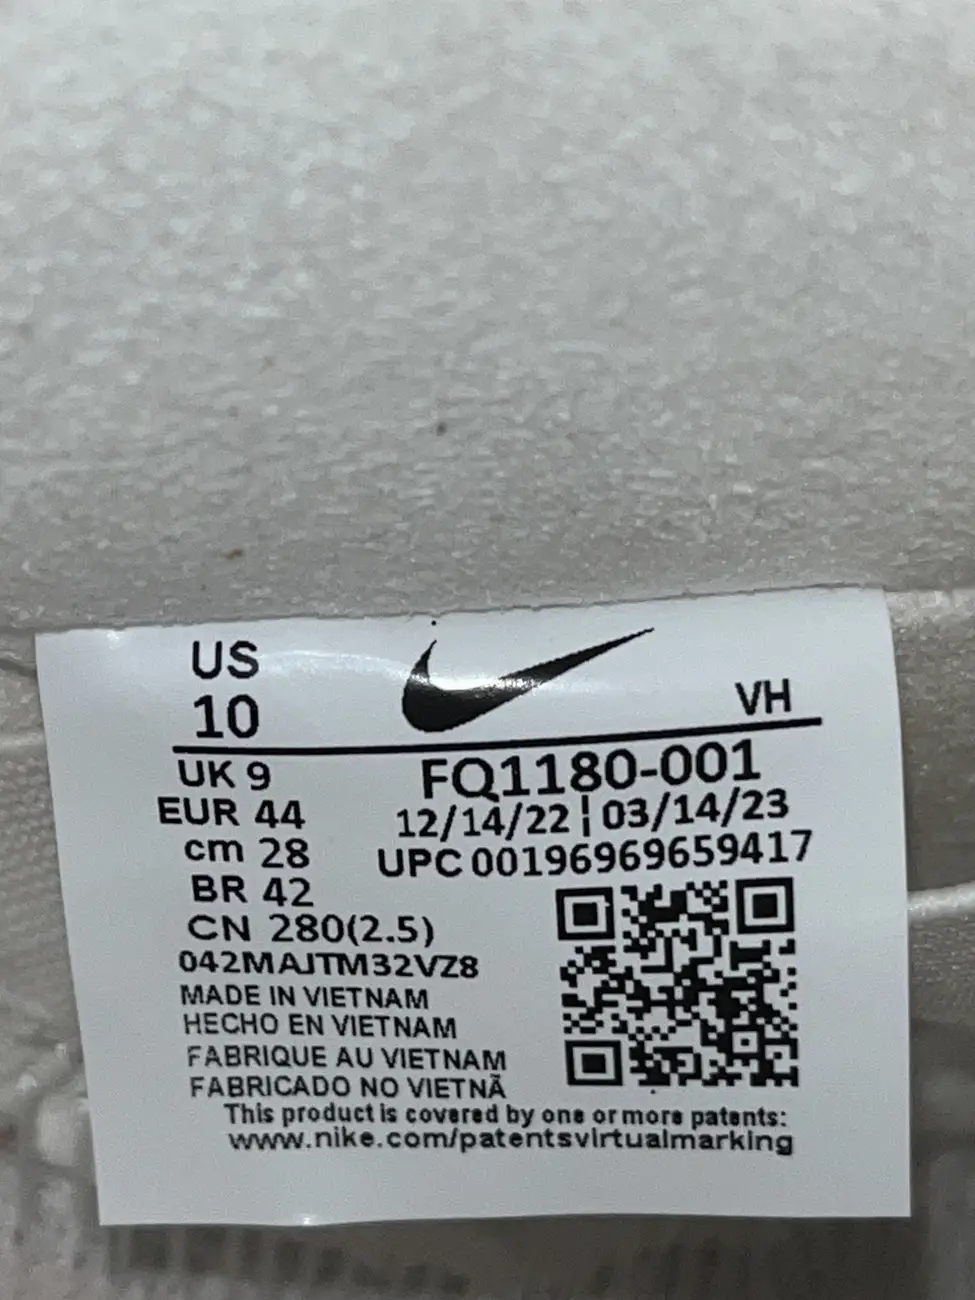 US
10
VH
UK 9
EUR 44
cm 28
BR 42
CN 280(2.5)
042MAJTM32VZ8
FQ1180-001
12/14/22 | 03/14/23
UPC 00196969659417
MADE IN VIETNAM
HECHO EN VIETNAM
FABRIQUE AU VIETNAM
FABRICADO NO VIETNÃ
This product is covered by one or more patents:
www.nike.com/patentsvirtualmarking